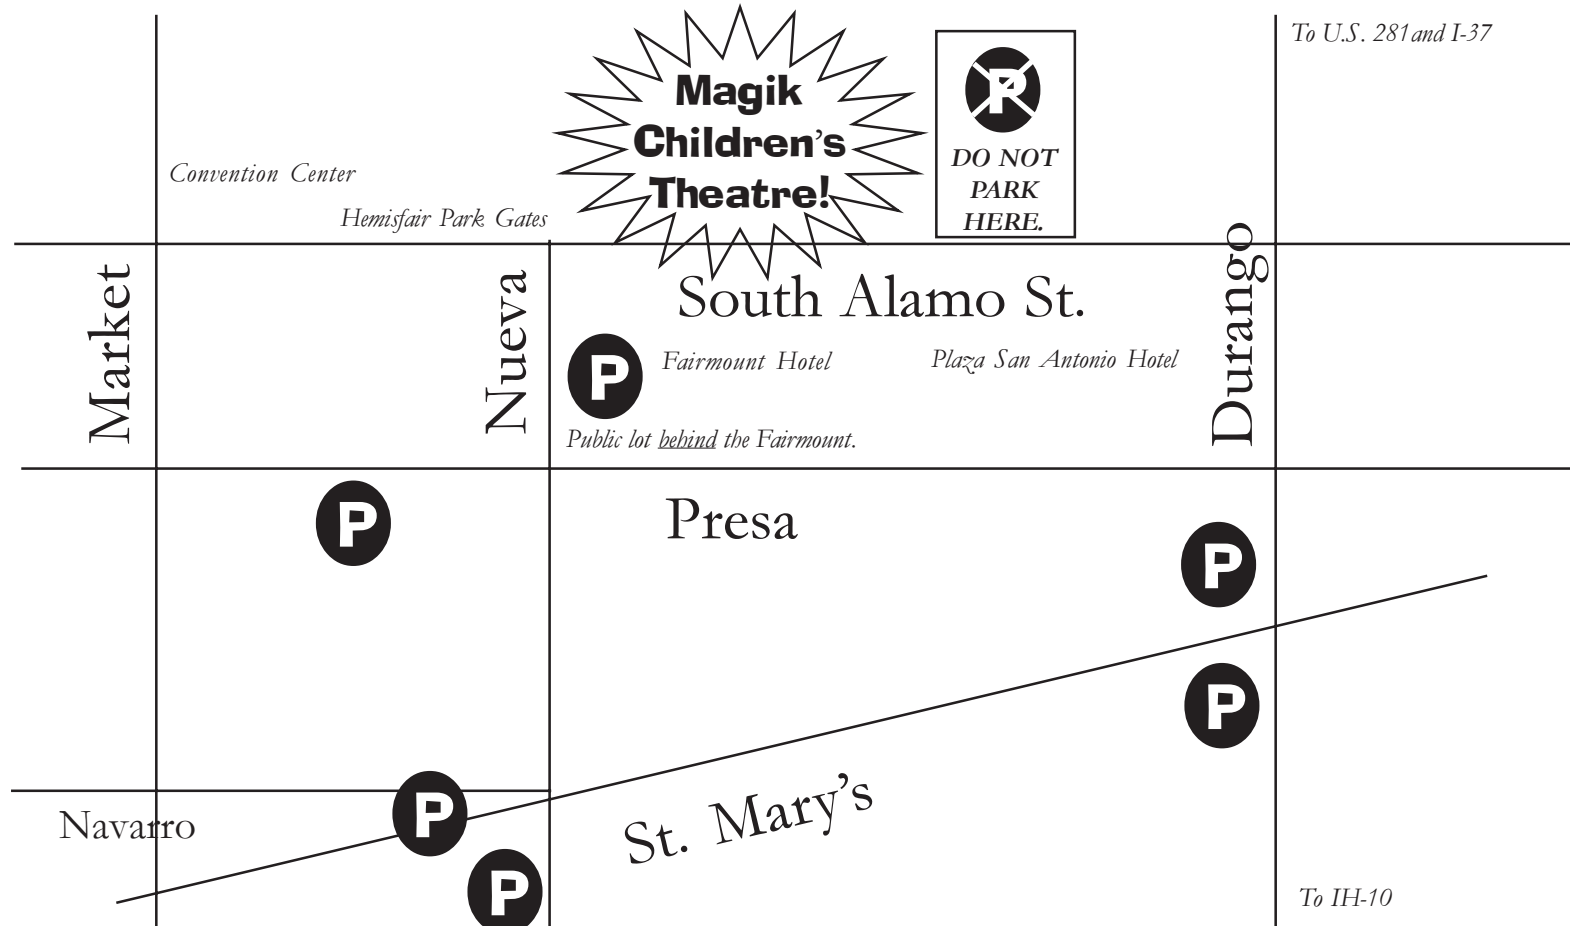 To U.S. 281 and I-37
Magik
Children's
Theatre!
P
DO NOT
PARK
HERE.
Convention Center
Hemisfair Park Gates
Market
Nueva
South Alamo St.
Durango
P
Fairmount Hotel
Plaza San Antonio Hotel
Public lot behind the Fairmount.
P
Presa
P
P
P
Navarro
St. Mary's
P
To IH-10